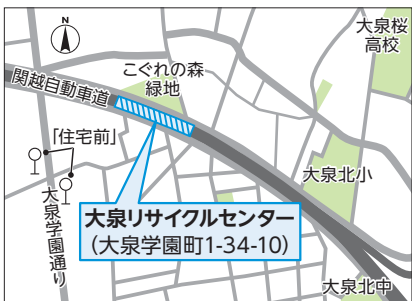 大泉桜
高校
こぐれの森
緑地
関越自動車道
「住宅前」
大泉北小
大泉学園通り
大泉リサイクルセンター
(大泉学園町1-34-10)
大泉北中